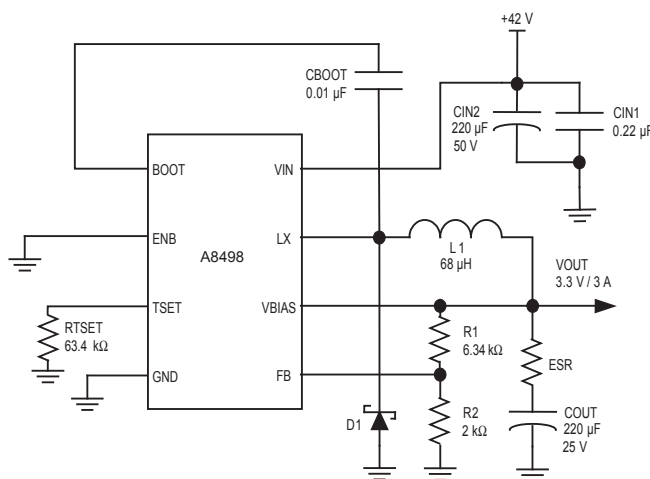 +42 V
CBOOT
0.01 µF
CIN2
220 µF
50 V
CIN1
0.22 µF
BOOT
VIN
ENB
LX
A8498
L1
68 µH
VOUT
3.3 V / 3 A
TSET
VBIAS
RTSET
63.4 kΩ
R1
6.34 kΩ
ESR
GND
FB
D1
R2
2 kΩ
COUT
220 µF
25 V